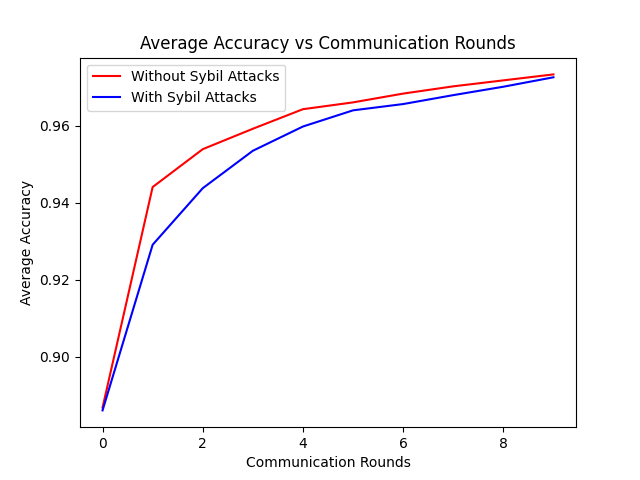 Average Accuracy vs Communication Rounds
Without Sybil Attacks
With Sybil Attacks
0.96
0.94
0.92
0.90
Average Accuracy
0 2 4 6 8
Communication Rounds